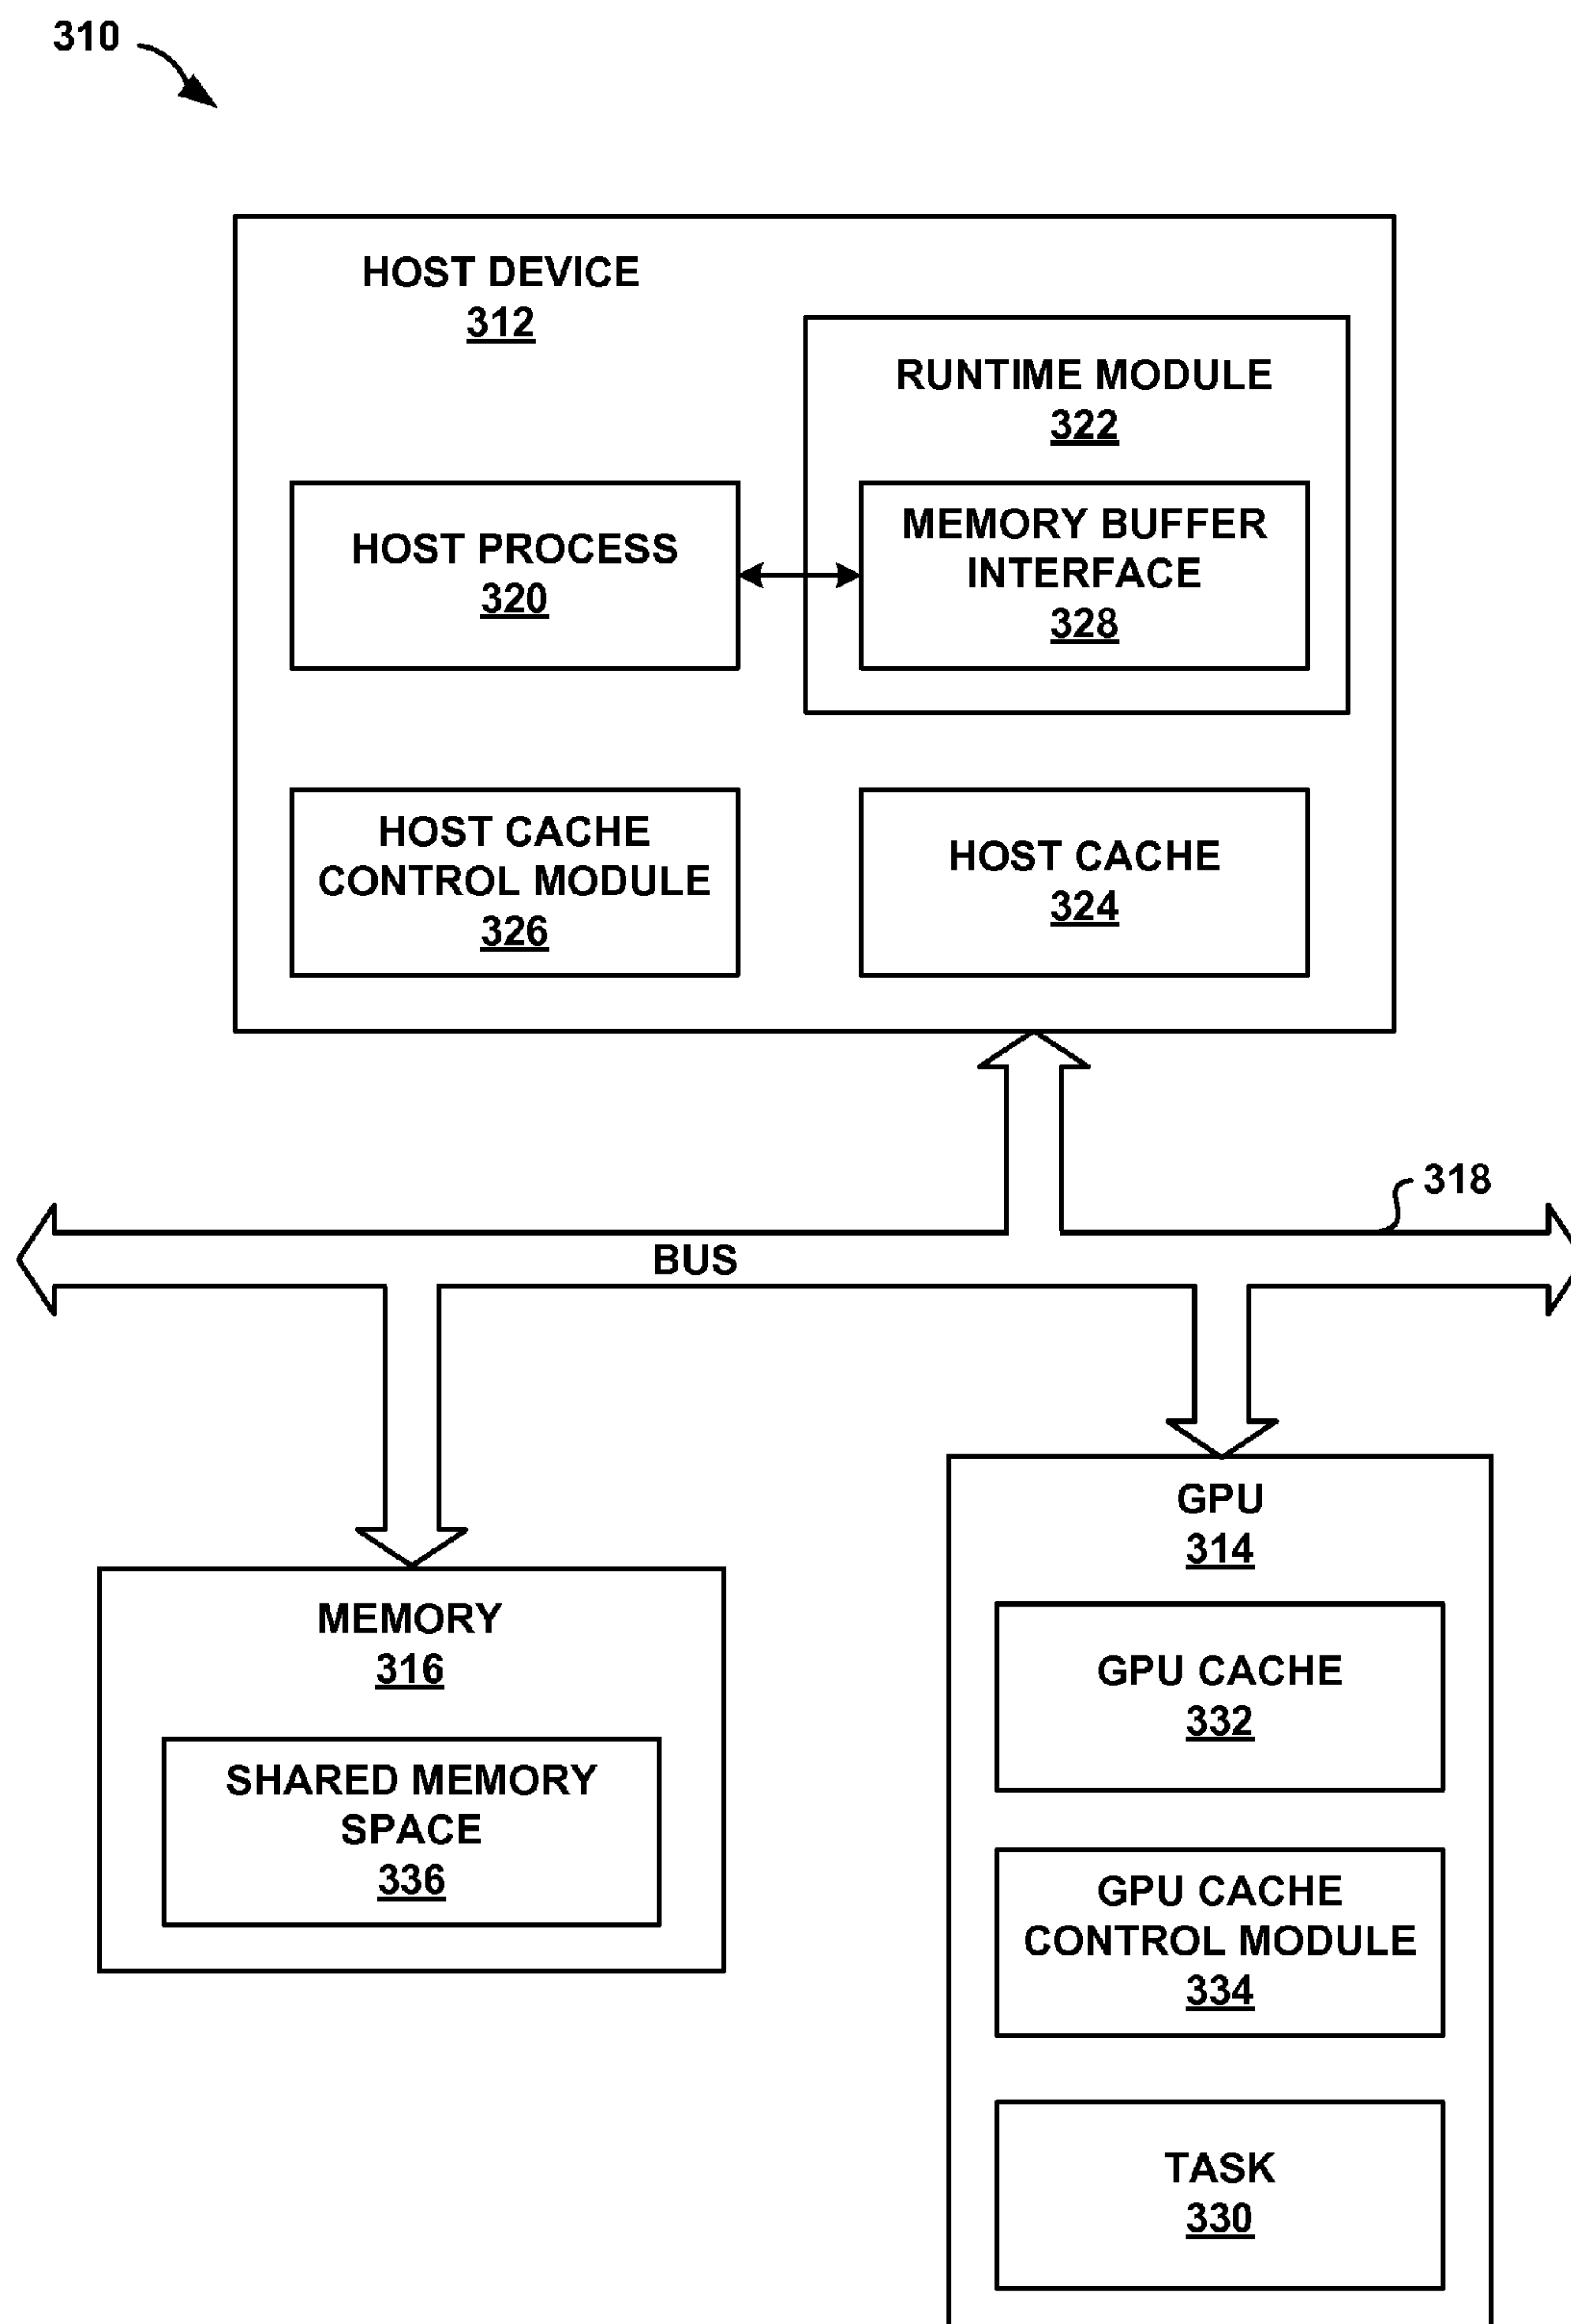 310
HOST DEVICE
312
RUNTIME MODULE
322
HOST PROCESS
320
MEMORY BUFFER
INTERFACE
328
HOST CACHE
CONTROL MODULE
326
HOST CACHE
324
318
BUS
MEMORY
316
SHARED MEMORY
SPACE
336
GPU
314
GPU CACHE
332
GPU CACHE
CONTROL MODULE
334
TASK
330